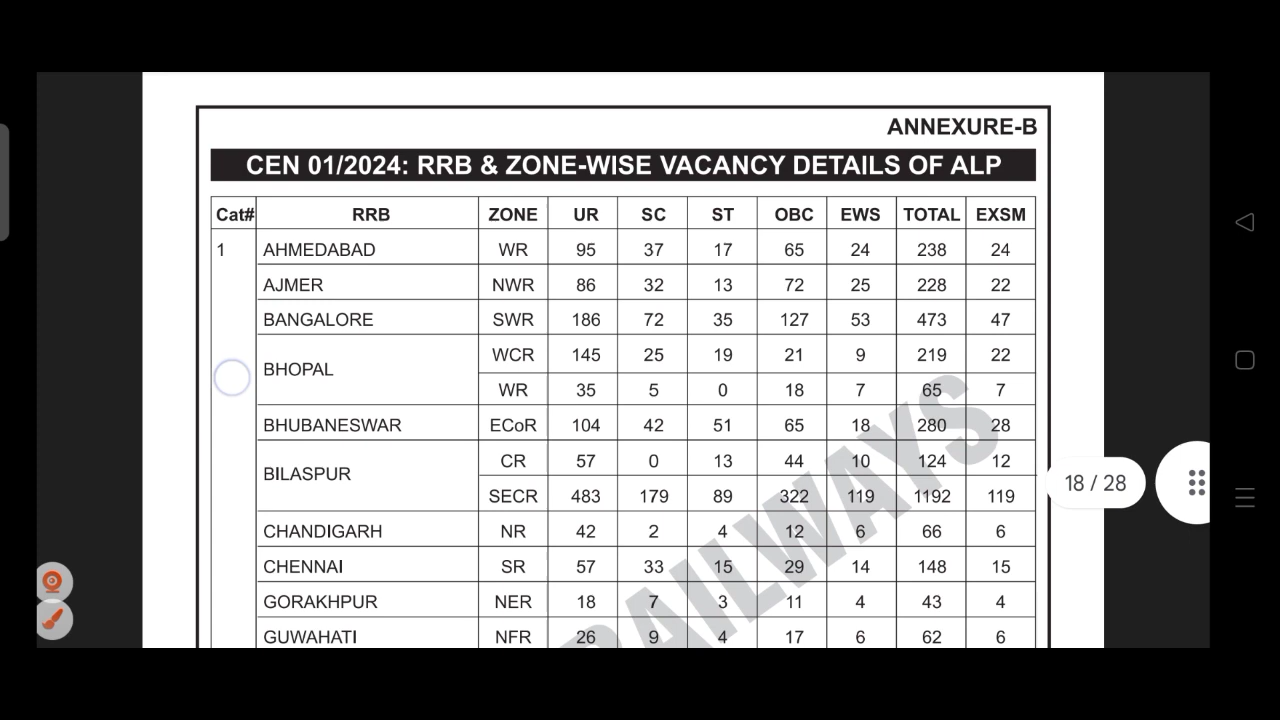 ANNEXURE-B
CEN 01/2024: RRB & ZONE-WISE VACANCY DETAILS OF ALP
Cat# RRB ZONE UR SC ST OBC EWS TOTAL EXSM
1 AHMEDABAD WR 95 37 17 65 24 238 24
AJMER NWR 86 32 13 72 25 228 22
BANGALORE SWR 186 72 35 127 53 473 47
BHOPAL WCR 145 25 19 21 9 219 22
WR 35 5 0 18 7 65 7
BHUBANESWAR ECoR 104 42 51 65 18 280 28
BILASPUR CR 57 0 13 44 10 124 12
SECR 483 179 89 322 119 1192 119
18 / 28
CHANDIGARH NR 42 2 4 12 6 66 6
CHENNAI SR 57 33 15 29 14 148 15
GORAKHPUR NER 18 7 3 11 4 43 4
GUWAHATI NFR 26 9 4 17 6 62 6
RAILWAYS